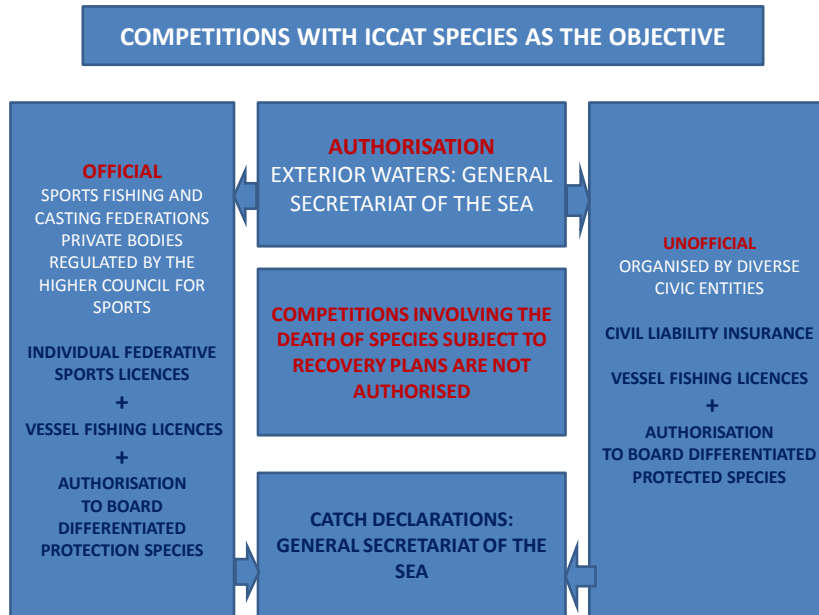 COMPETITIONS WITH ICCAT SPECIES AS THE OBJECTIVE
OFFICIAL
SPORTS FISHING AND
CASTING FEDERATIONS
PRIVATE BODIES
REGULATED BY THE
HIGHER COUNCIL FOR
SPORTS
INDIVIDUAL FEDERATIVE
SPORTS LICENCES
+
VESSEL FISHING LICENCES
+
AUTHORISATION
TO BOARD
DIFFERENTIATED
PROTECTION SPECIES
AUTHORISATION
EXTERIOR WATERS: GENERAL
SECRETARIAT OF THE SEA
COMPETITIONS INVOLVING THE
DEATH OF SPECIES SUBJECT TO
RECOVERY PLANS ARE NOT
AUTHORISED
CATCH DECLARATIONS:
GENERAL SECRETARIAT OF THE
SEA
UNOFFICIAL
ORGANISED BY DIVERSE
CIVIC ENTITIES
CIVIL LIABILITY INSURANCE
VESSEL FISHING LICENCES
+
AUTHORISATION
TO BOARD DIFFERENTIATED
PROTECTED SPECIES